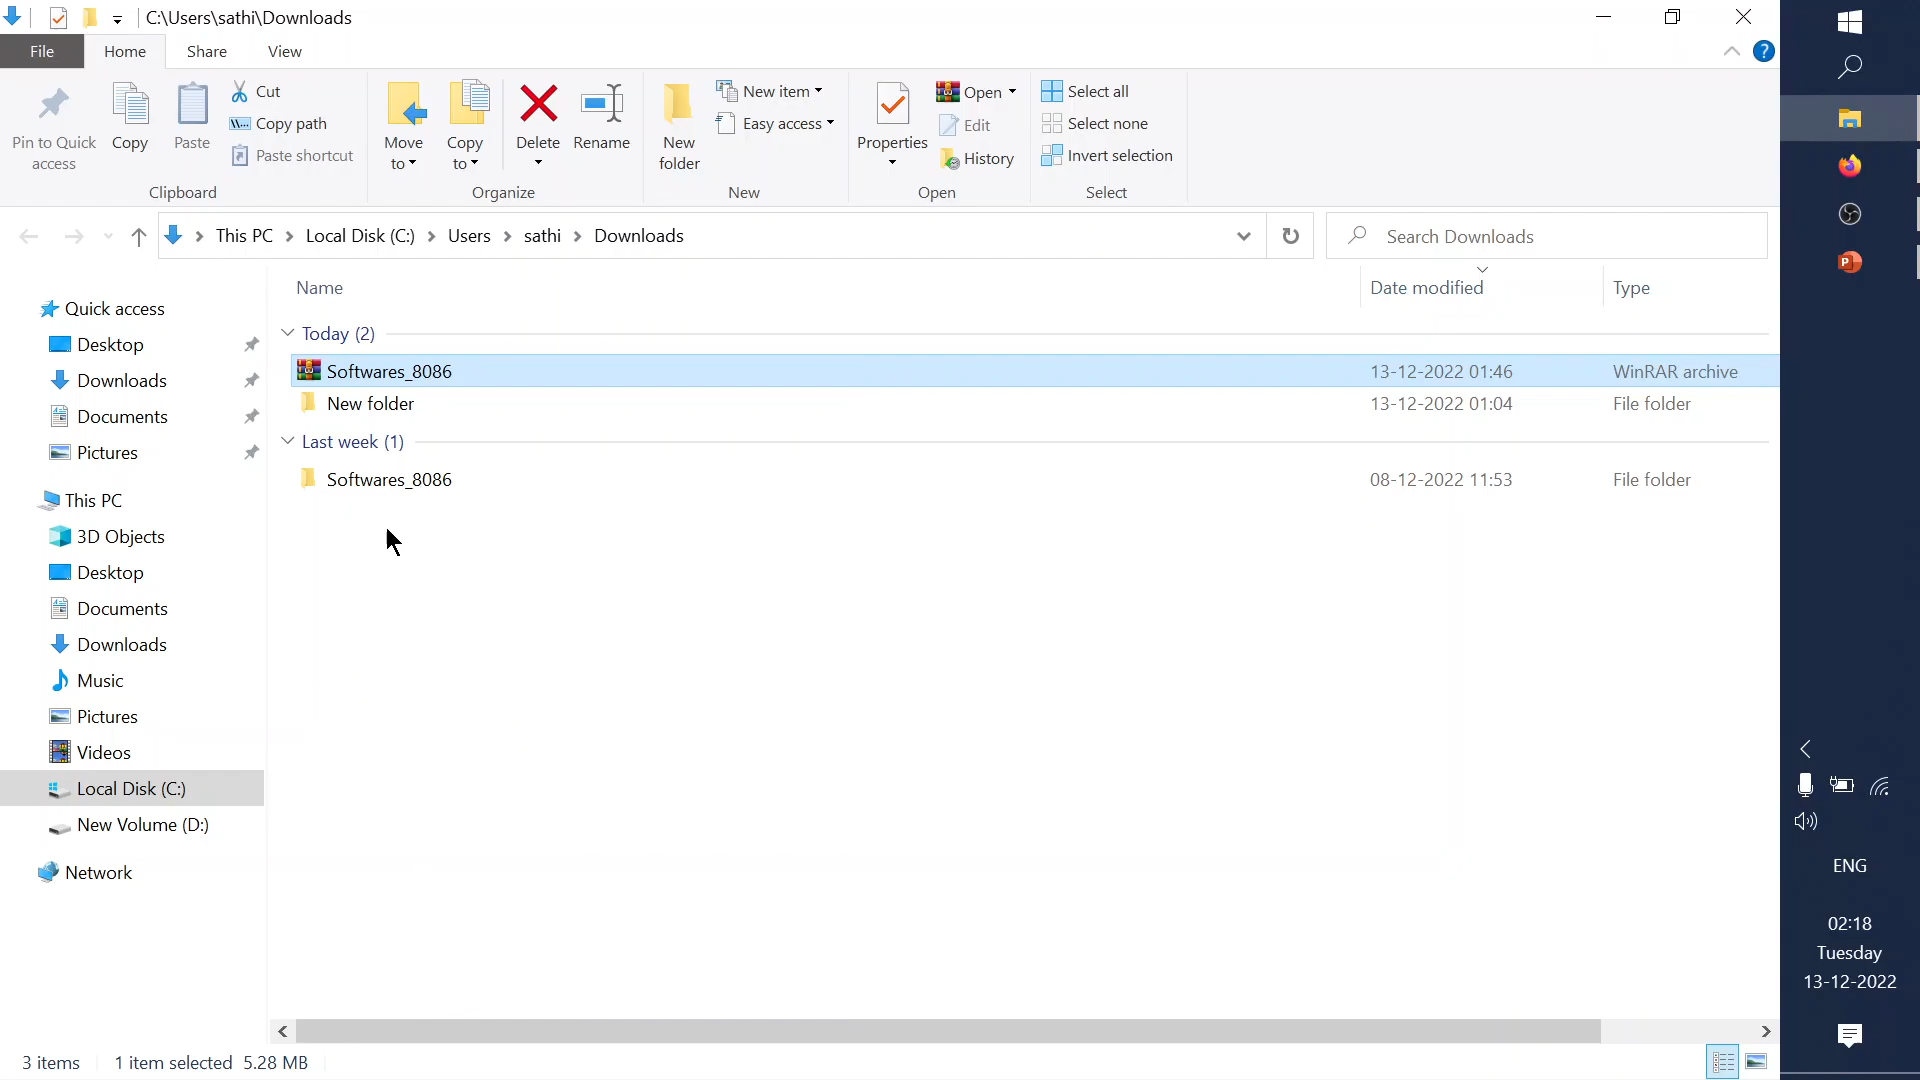 C:\Users\sathi\Downloads
File Home Share View
Pin to Quick access
Copy
Paste
Cut
Copy path
Paste shortcut
Clipboard
Move to
Copy to
Delete
Rename
Organize
New folder
New item
Easy access
New
Properties
Open
Edit
History
Open
Select all
Select none
Invert selection
Select
This PC Local Disk (C:) Users sathi Downloads
Search Downloads
Name Date modified Type
Today (2)
Softwares_8086 13-12-2022 01:46 WinRAR archive
New folder 13-12-2022 01:04 File folder
Last week (1)
Softwares_8086 08-12-2022 11:53 File folder
Quick access
Desktop
Downloads
Documents
Pictures
This PC
3D Objects
Desktop
Documents
Downloads
Music
Pictures
Videos
Local Disk (C:)
New Volume (D:)
Network
3 items 1 item selected 5.28 MB
ENG
02:18
Tuesday
13-12-2022